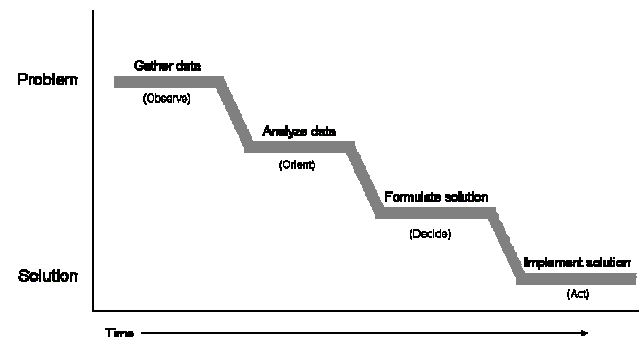 Problem
Gather data
(Observe)
Analyze data
(Orient)
Formulate solution
(Decide)
Implement solution
(Act)
Solution
Time